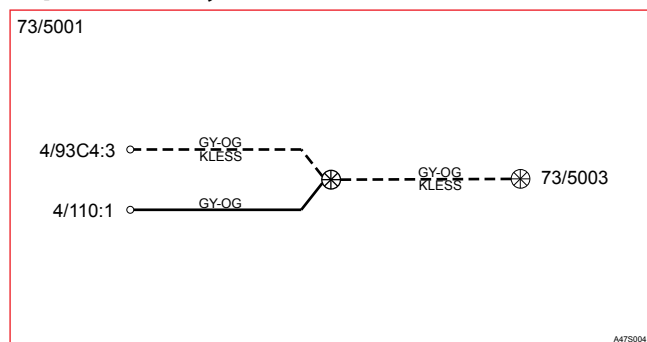 73/5001
4/93C4:3
GY-OG
KLESS
GY-OG
KLESS
73/5003
4/110:1
GY-OG
A47S004